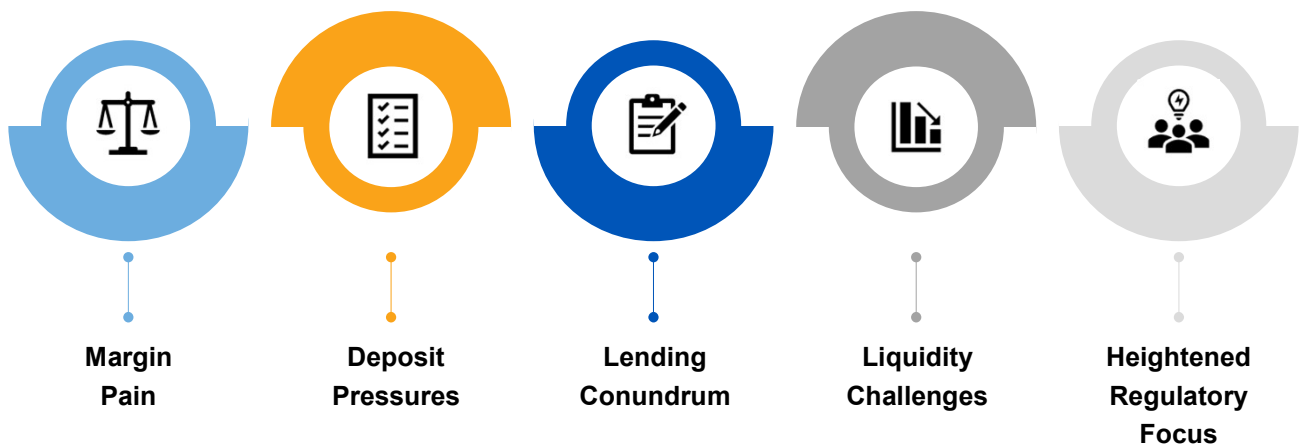 Margin
Pain
Deposit
Pressures
Lending
Conundrum
Liquidity
Challenges
Heightened
Regulatory
Focus